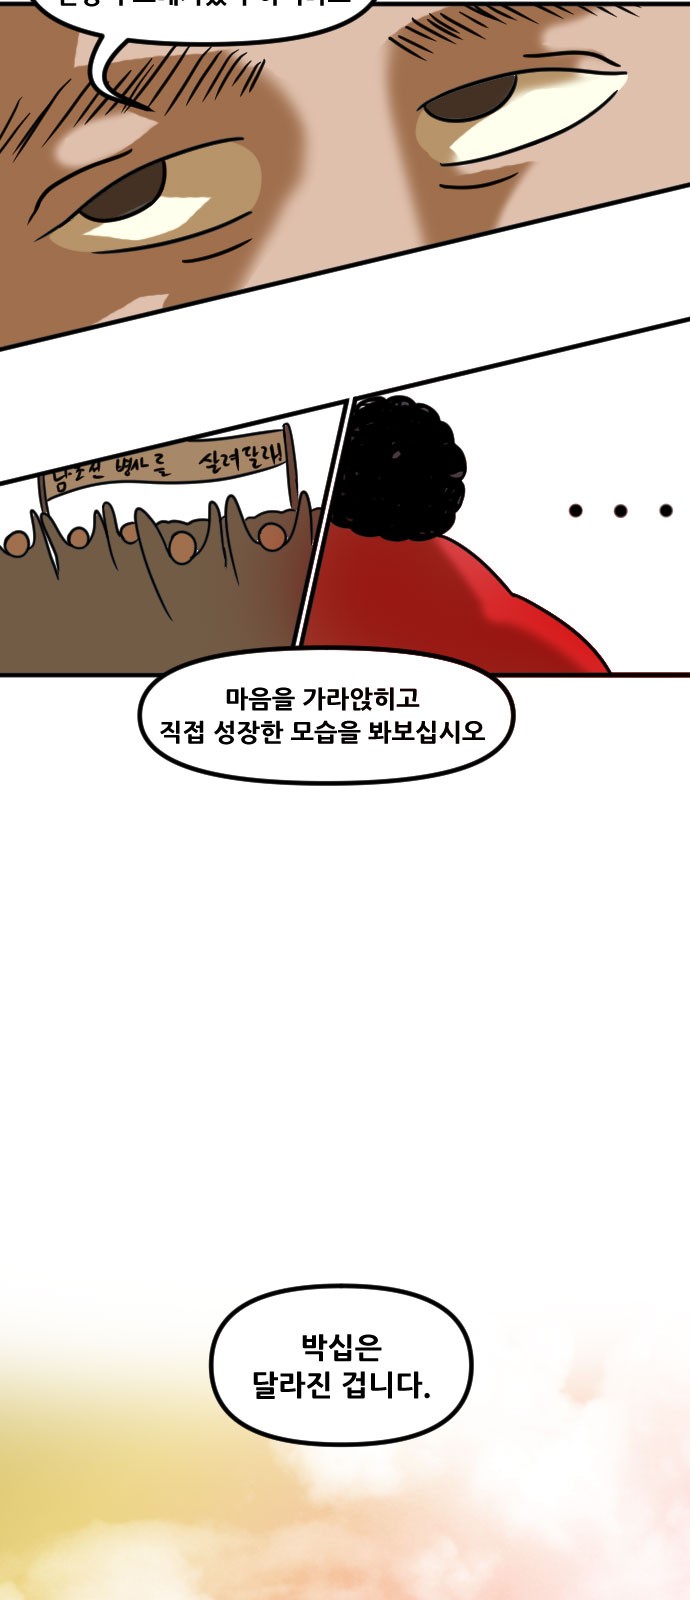 남조선 병사를 살려달라!
마음을 가라앉히고
직접 성장한 모습을 봐보십시오
박십은
달라진 겁니다.